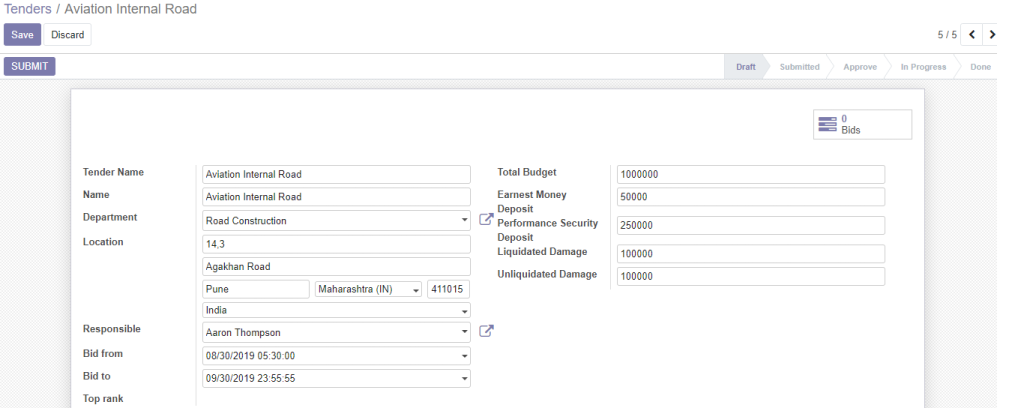 Tenders / Aviation Internal Road
Save Discard
5 / 5
SUBMIT
Draft Submitted Approve In Progress Done
0
Bids
Tender Name Aviation Internal Road
Name Aviation Internal Road
Department Road Construction
Location 14,3
Agakhan Road
Pune Maharashtra (IN) 411015
India
Responsible Aaron Thompson
Bid from 08/30/2019 05:30:00
Bid to 09/30/2019 23:55:55
Top rank
Total Budget 1000000
Earnest Money 50000
Deposit
Performance Security 250000
Deposit
Liquidated Damage 100000
Unliquidated Damage 100000